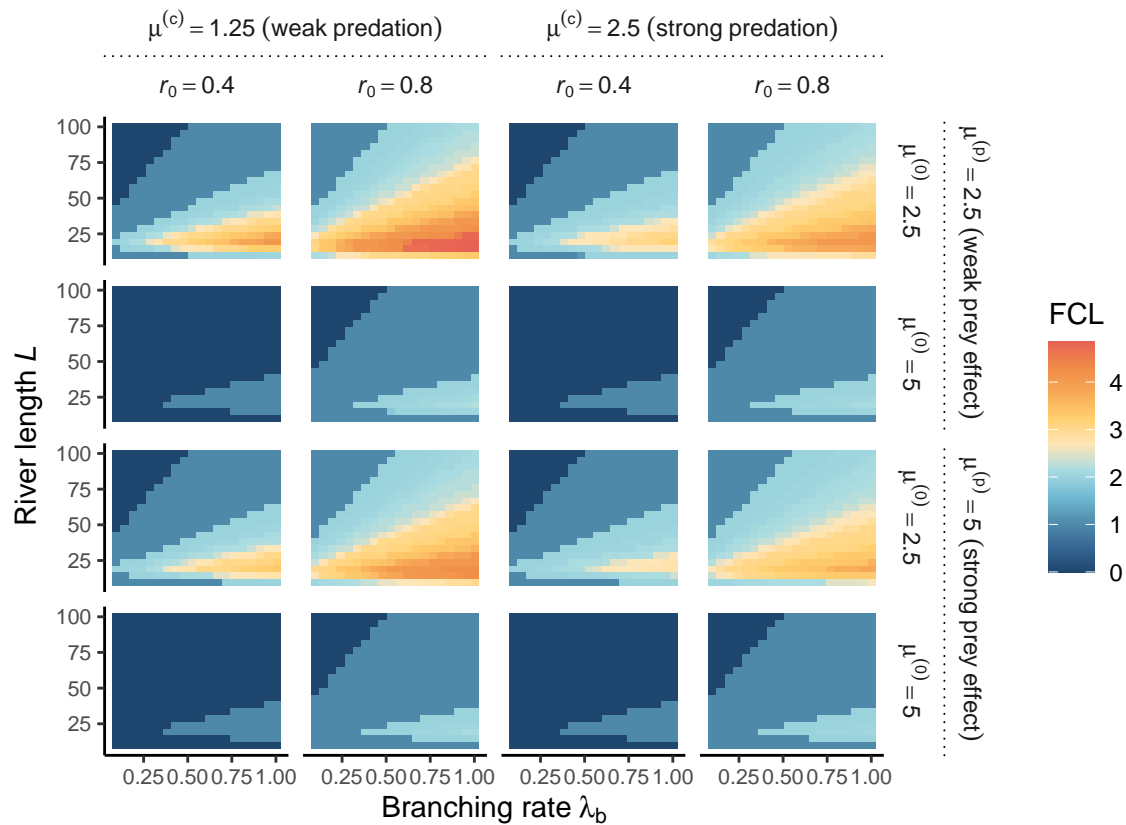 μ(c) = 1.25 (weak predation)
μ(c) = 2.5 (strong predation)
r0 = 0.4
r0 = 0.8
r0 = 0.4
r0 = 0.8
100
75
50
25
100
75
50
25
100
75
50
25
100
75
50
25
River length L
μ(0) = 2.5
μ(0) = 5
μ(0) = 2.5
μ(0) = 5
μ(p) = 2.5 (weak prey effect)
μ(p) = 5 (strong prey effect)
FCL
4
3
2
1
0
0.25 0.50 0.75 1.00
0.25 0.50 0.75 1.00
0.25 0.50 0.75 1.00
0.25 0.50 0.75 1.00
Branching rate λb